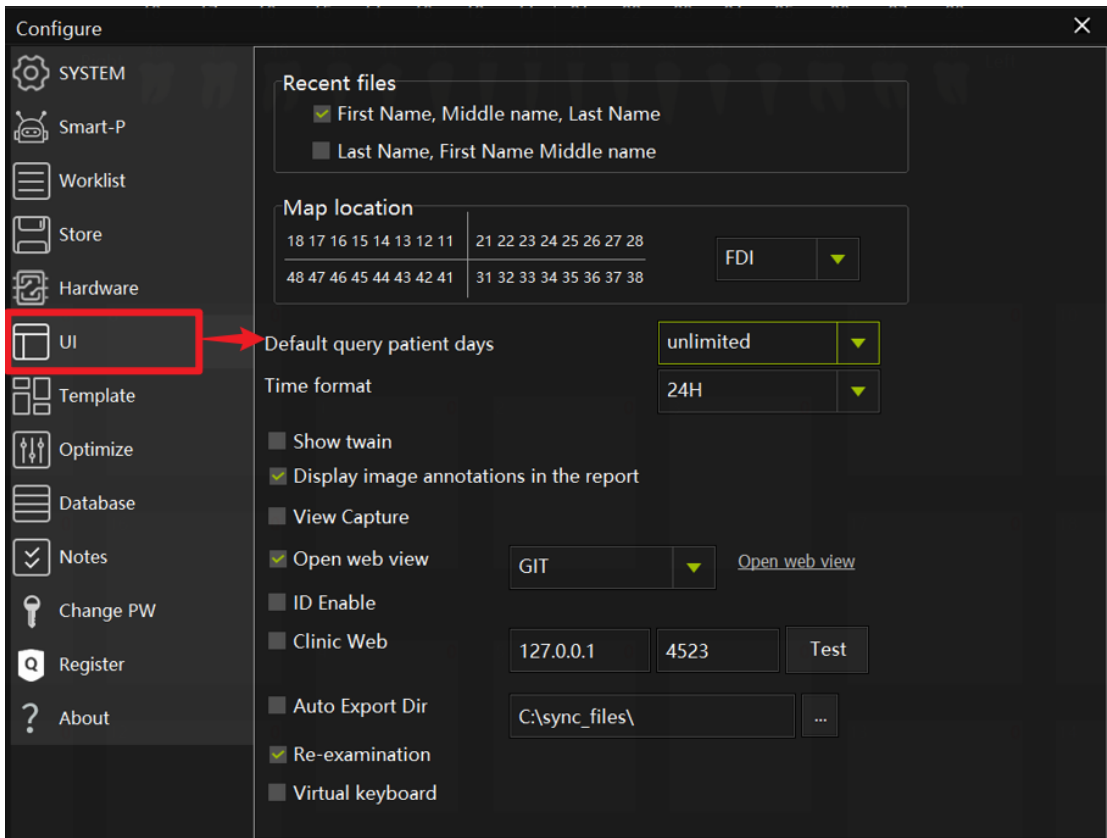 Configure
SYSTEM
Smart-P
Worklist
Store
Hardware
UI
Template
Optimize
Database
Notes
Change PW
Register
About
Recent files
First Name, Middle name, Last Name
Last Name, First Name Middle name
Map location
18 17 16 15 14 13 12 11 21 22 23 24 25 26 27 28
48 47 46 45 44 43 42 41 31 32 33 34 35 36 37 38
FDI
Default query patient days unlimited
Time format 24H
Show twain
Display image annotations in the report
View Capture
Open web view GIT Open web view
ID Enable
Clinic Web 127.0.0.1 4523 Test
Auto Export Dir C:\sync_files\ ...
Re-examination
Virtual keyboard